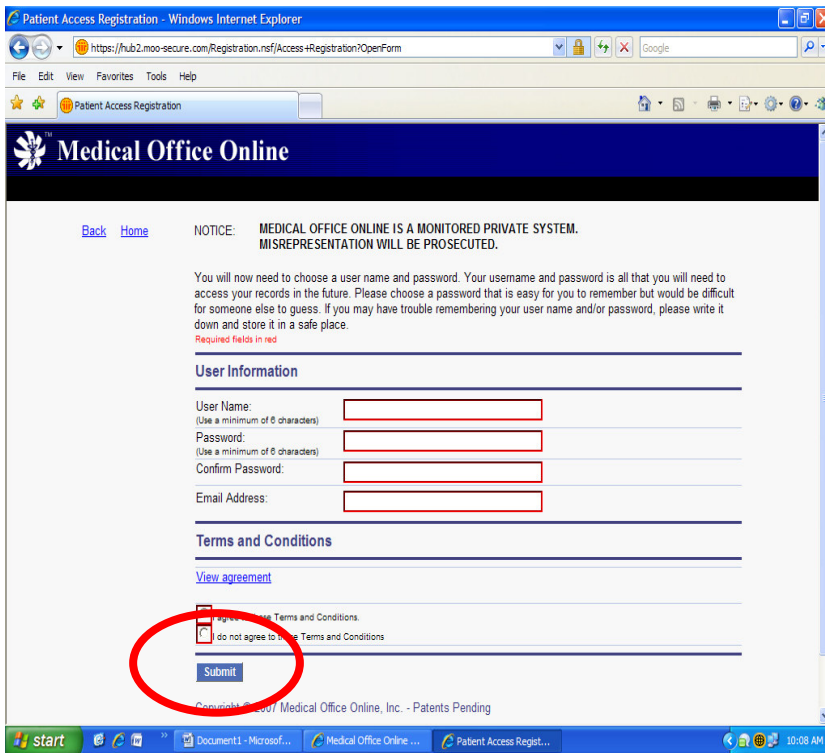 Patient Access Registration - Windows Internet Explorer
https://hub2.moo-secure.com/Registration.nsf/Access+Registration?OpenForm
Google
File Edit View Favorites Tools Help
Patient Access Registration
Medical Office Online
TM
Back Home
NOTICE: MEDICAL OFFICE ONLINE IS A MONITORED PRIVATE SYSTEM.
MISREPRESENTATION WILL BE PROSECUTED.
You will now need to choose a user name and password. Your username and password is all that you will need to
access your records in the future. Please choose a password that is easy for you to remember but would be difficult
for someone else to guess. If you may have trouble remembering your user name and/or password, please write it
down and store it in a safe place.
Required fields in red
User Information
User Name:
(Use a minimum of 6 characters)
Password:
(Use a minimum of 6 characters)
Confirm Password:
Email Address:
Terms and Conditions
View agreement
I agree to these Terms and Conditions.
I do not agree to these Terms and Conditions
Submit
Copyright © 2007 Medical Office Online, Inc. - Patents Pending
start
Document1 - Microsof...
Medical Office Online ...
Patient Access Regist...
10:08 AM